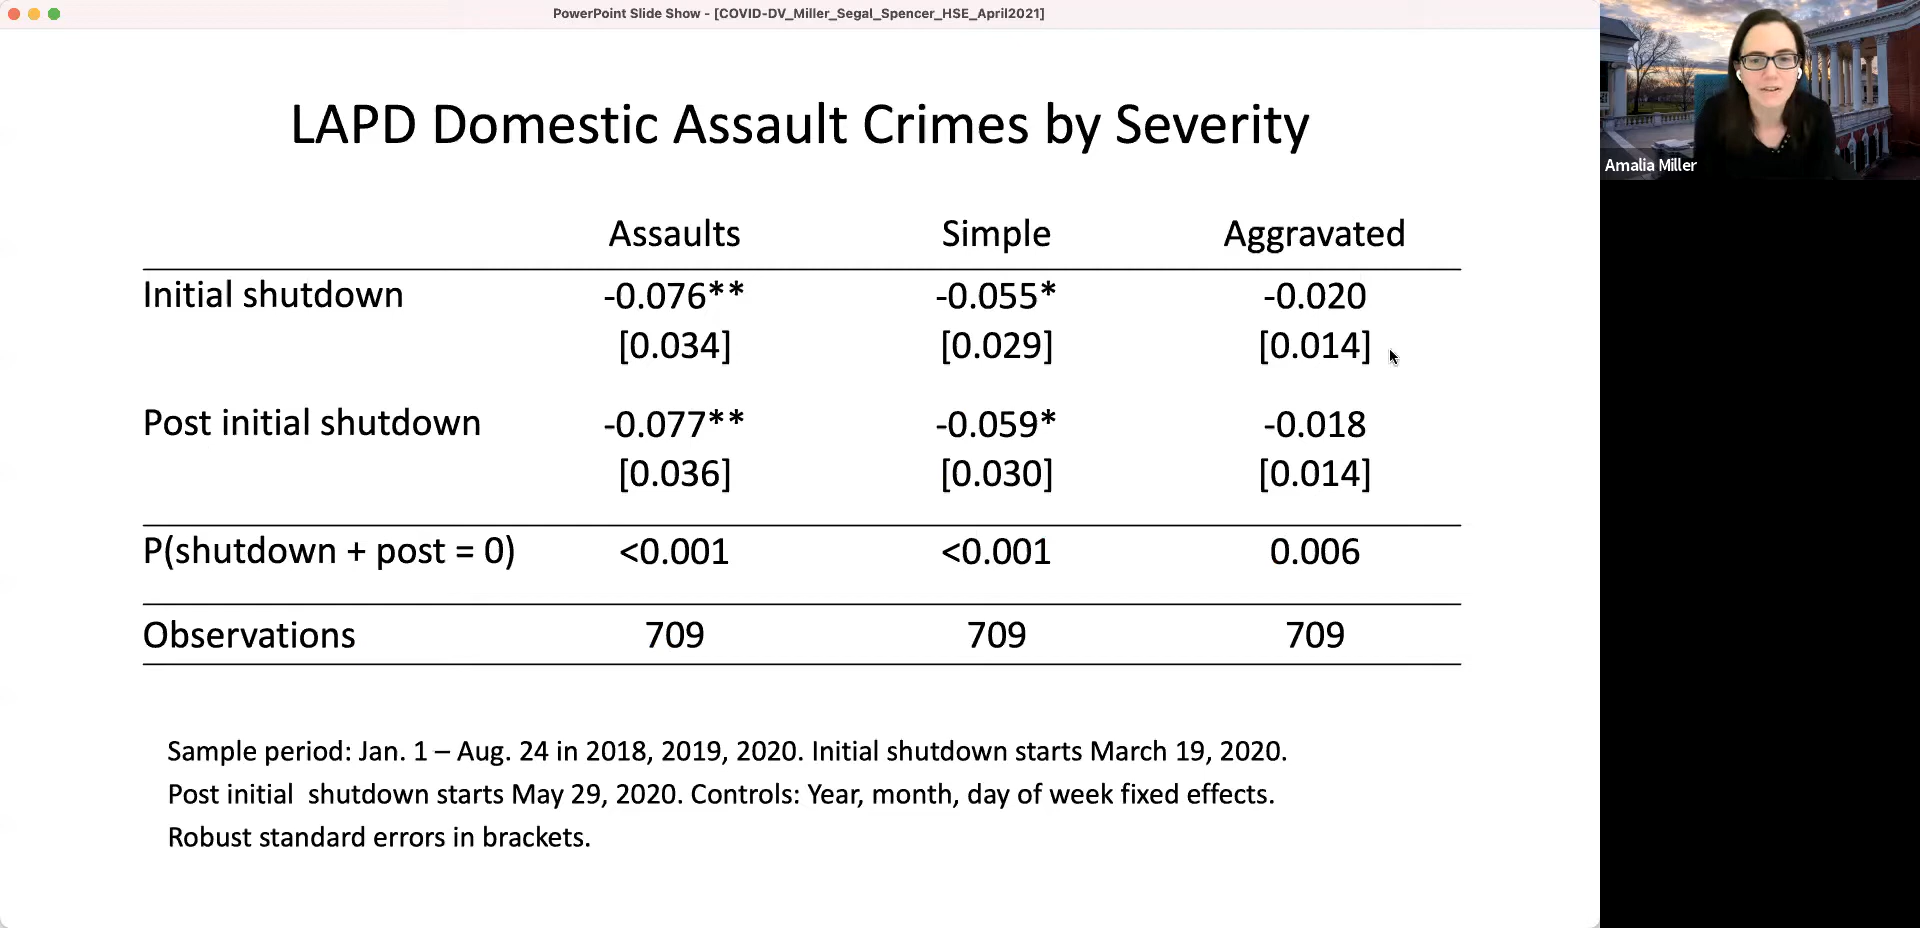 PowerPoint Slide Show - [COVID-DV_Miller_Segal_Spencer_HSE_April2021]
LAPD Domestic Assault Crimes by Severity
Assaults Simple Aggravated
Initial shutdown -0.076** -0.055* -0.020
[0.034] [0.029] [0.014]
Post initial shutdown -0.077** -0.059* -0.018
[0.036] [0.030] [0.014]
P(shutdown + post = 0) <0.001 <0.001 0.006
Observations 709 709 709
Sample period: Jan. 1 – Aug. 24 in 2018, 2019, 2020. Initial shutdown starts March 19, 2020.
Post initial shutdown starts May 29, 2020. Controls: Year, month, day of week fixed effects.
Robust standard errors in brackets.
Amalia Miller